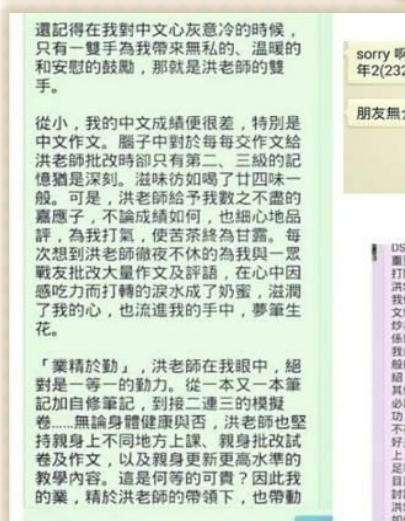 還記得在我對中文心灰意冷的時候，
只有一雙手為我帶來無私的、溫暖的
和安慰的鼓勵，那就是洪老師的雙
手。
從小，我的中文成績便很差，特別是
中文作文。腦子中對於每每交作文給
洪老師批改時卻只有第二、三級的記
憶猶是深刻。滋味彷如喝了廿四味一
般。可是，洪老師給予我數之不盡的
嘉應子，不論成績如何，也細心地品
評，為我打氣，使苦茶終為甘露。每
次想到洪老師徹夜不休的為我與一眾
戰友批改大量作文及評語，在心中因
感吃力而打轉的淚水成了奶蜜，滋潤
了我的心，也流進我的手中，夢筆生
花。
「業精於勤」，洪老師在我眼中，絕
對是一等一的勤力。從一本又一本筆
記加自修筆記，到接二連三的模擬
卷……無論身體健康與否，洪老師也堅
持親身上不同地方上課、親身批改試
卷及作文，以及親身更新更高水準的
教學內容。這是何等的可貴？因此我
的業，精於洪老師的帶領下，也帶動
sorry 啊
年2(232
朋友無